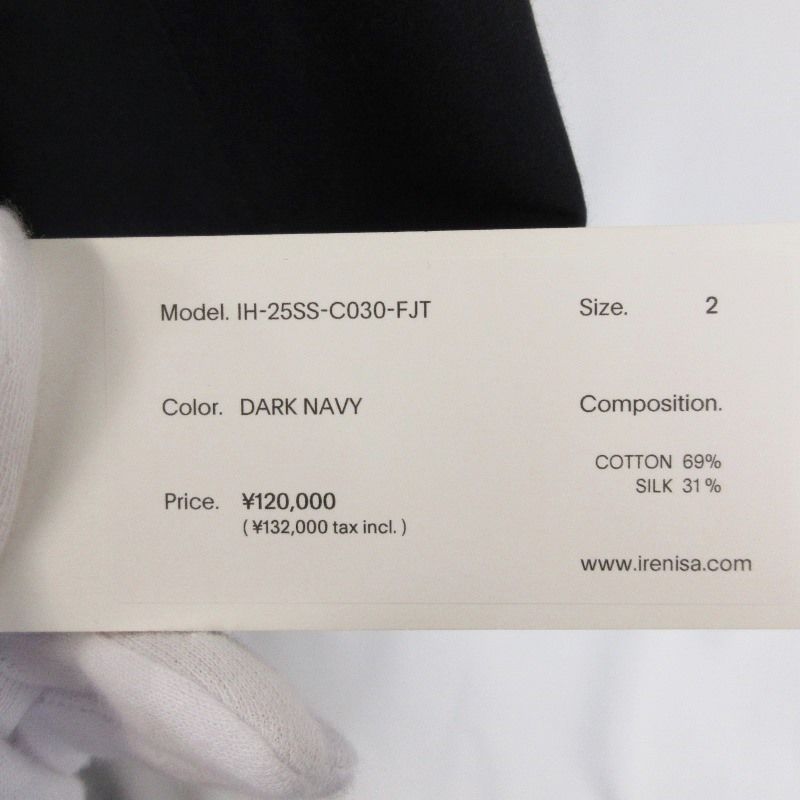 Model. IH-25SS-C030-FJT
Size. 2
Color. DARK NAVY
Composition.
COTTON 69%
SILK 31%
Price. ¥120,000
( ¥132,000 tax incl. )
www.irenisa.com